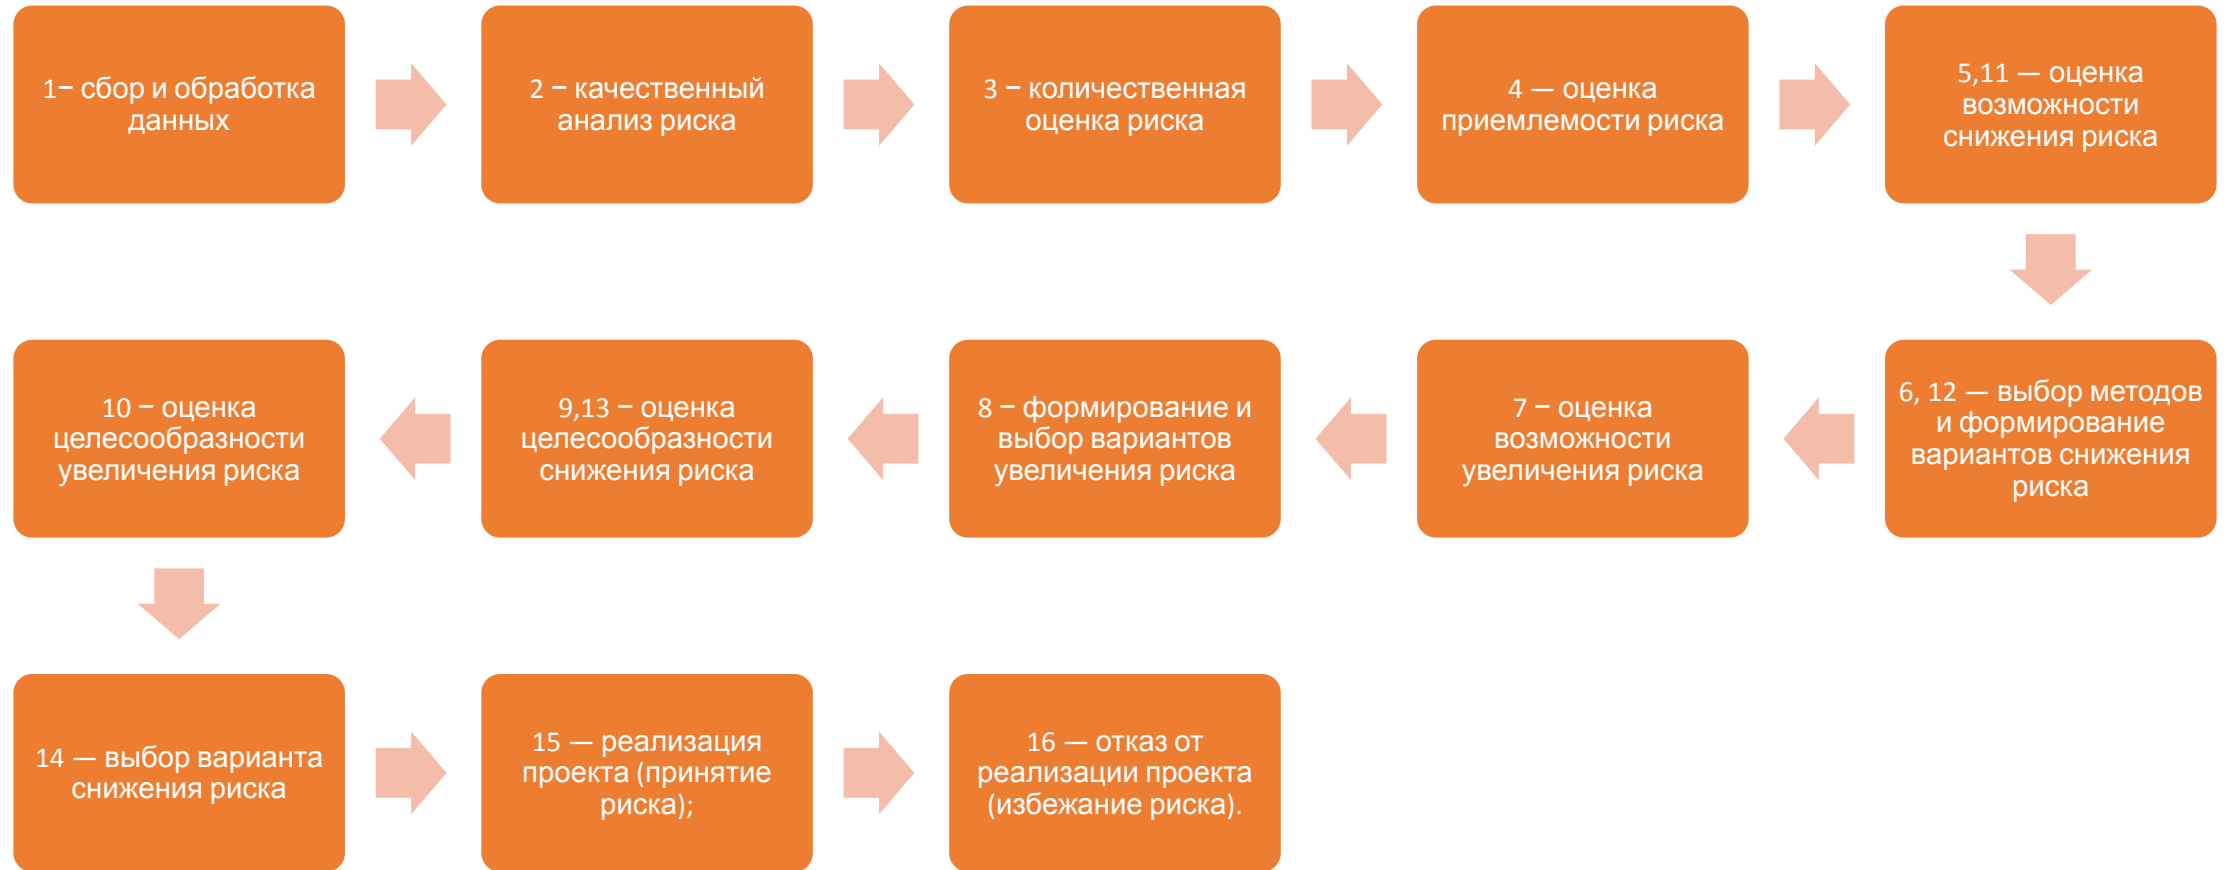 1− сбор и обработка
данных
2 − качественный
анализ риска
3 − количественная
оценка риска
4 — оценка
приемлемости риска
5,11 — оценка
возможности
снижения риска
6, 12 — выбор методов
и формирование
вариантов снижения
риска
7 − оценка
возможности
увеличения риска
8 − формирование и
выбор вариантов
увеличения риска
9,13 − оценка
целесообразности
снижения риска
10 − оценка
целесообразности
увеличения риска
14 — выбор варианта
снижения риска
15 — реализация
проекта (принятие
риска);
16 — отказ от
реализации проекта
(избежание риска).